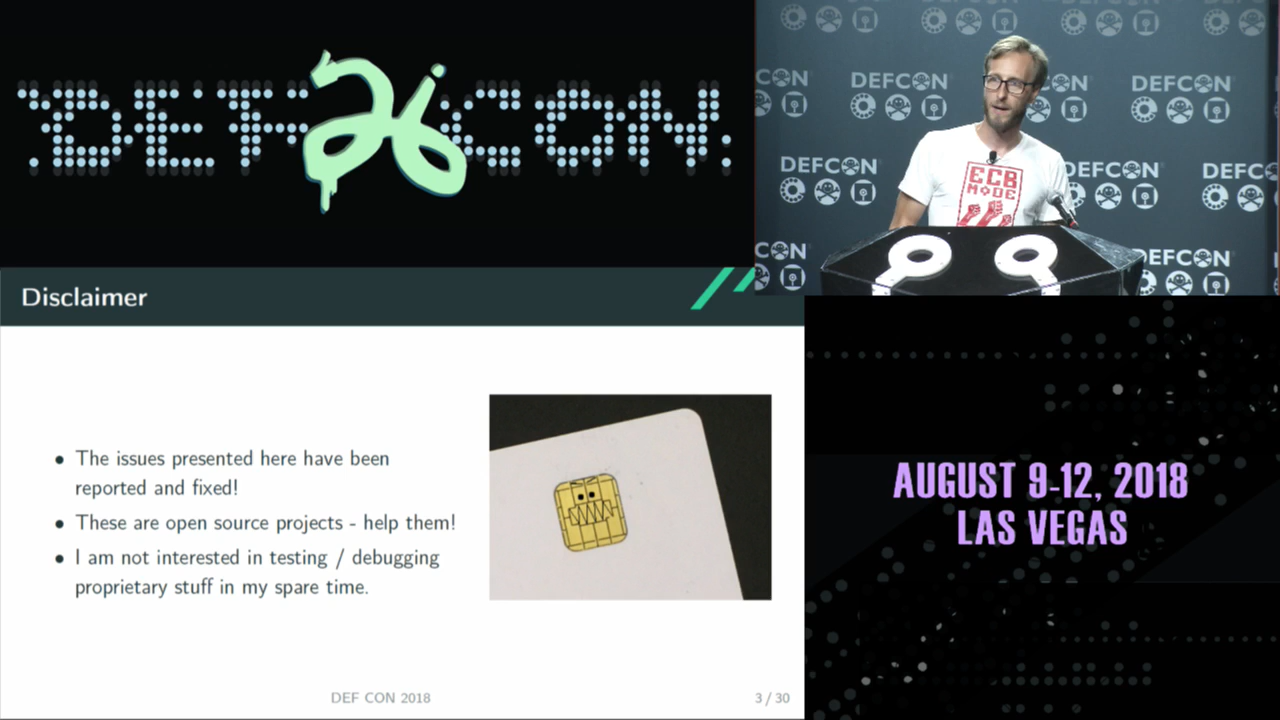 DEF 26 CON
DEFCON
DEFCON
DEFCON
DEFCON
DEFCON
DEFCON
ECB
MODE
Disclaimer
The issues presented here have been
reported and fixed!
These are open source projects - help them!
I am not interested in testing / debugging
proprietary stuff in my spare time.
DEF CON 2018
3 / 30
AUGUST 9-12, 2018
LAS VEGAS